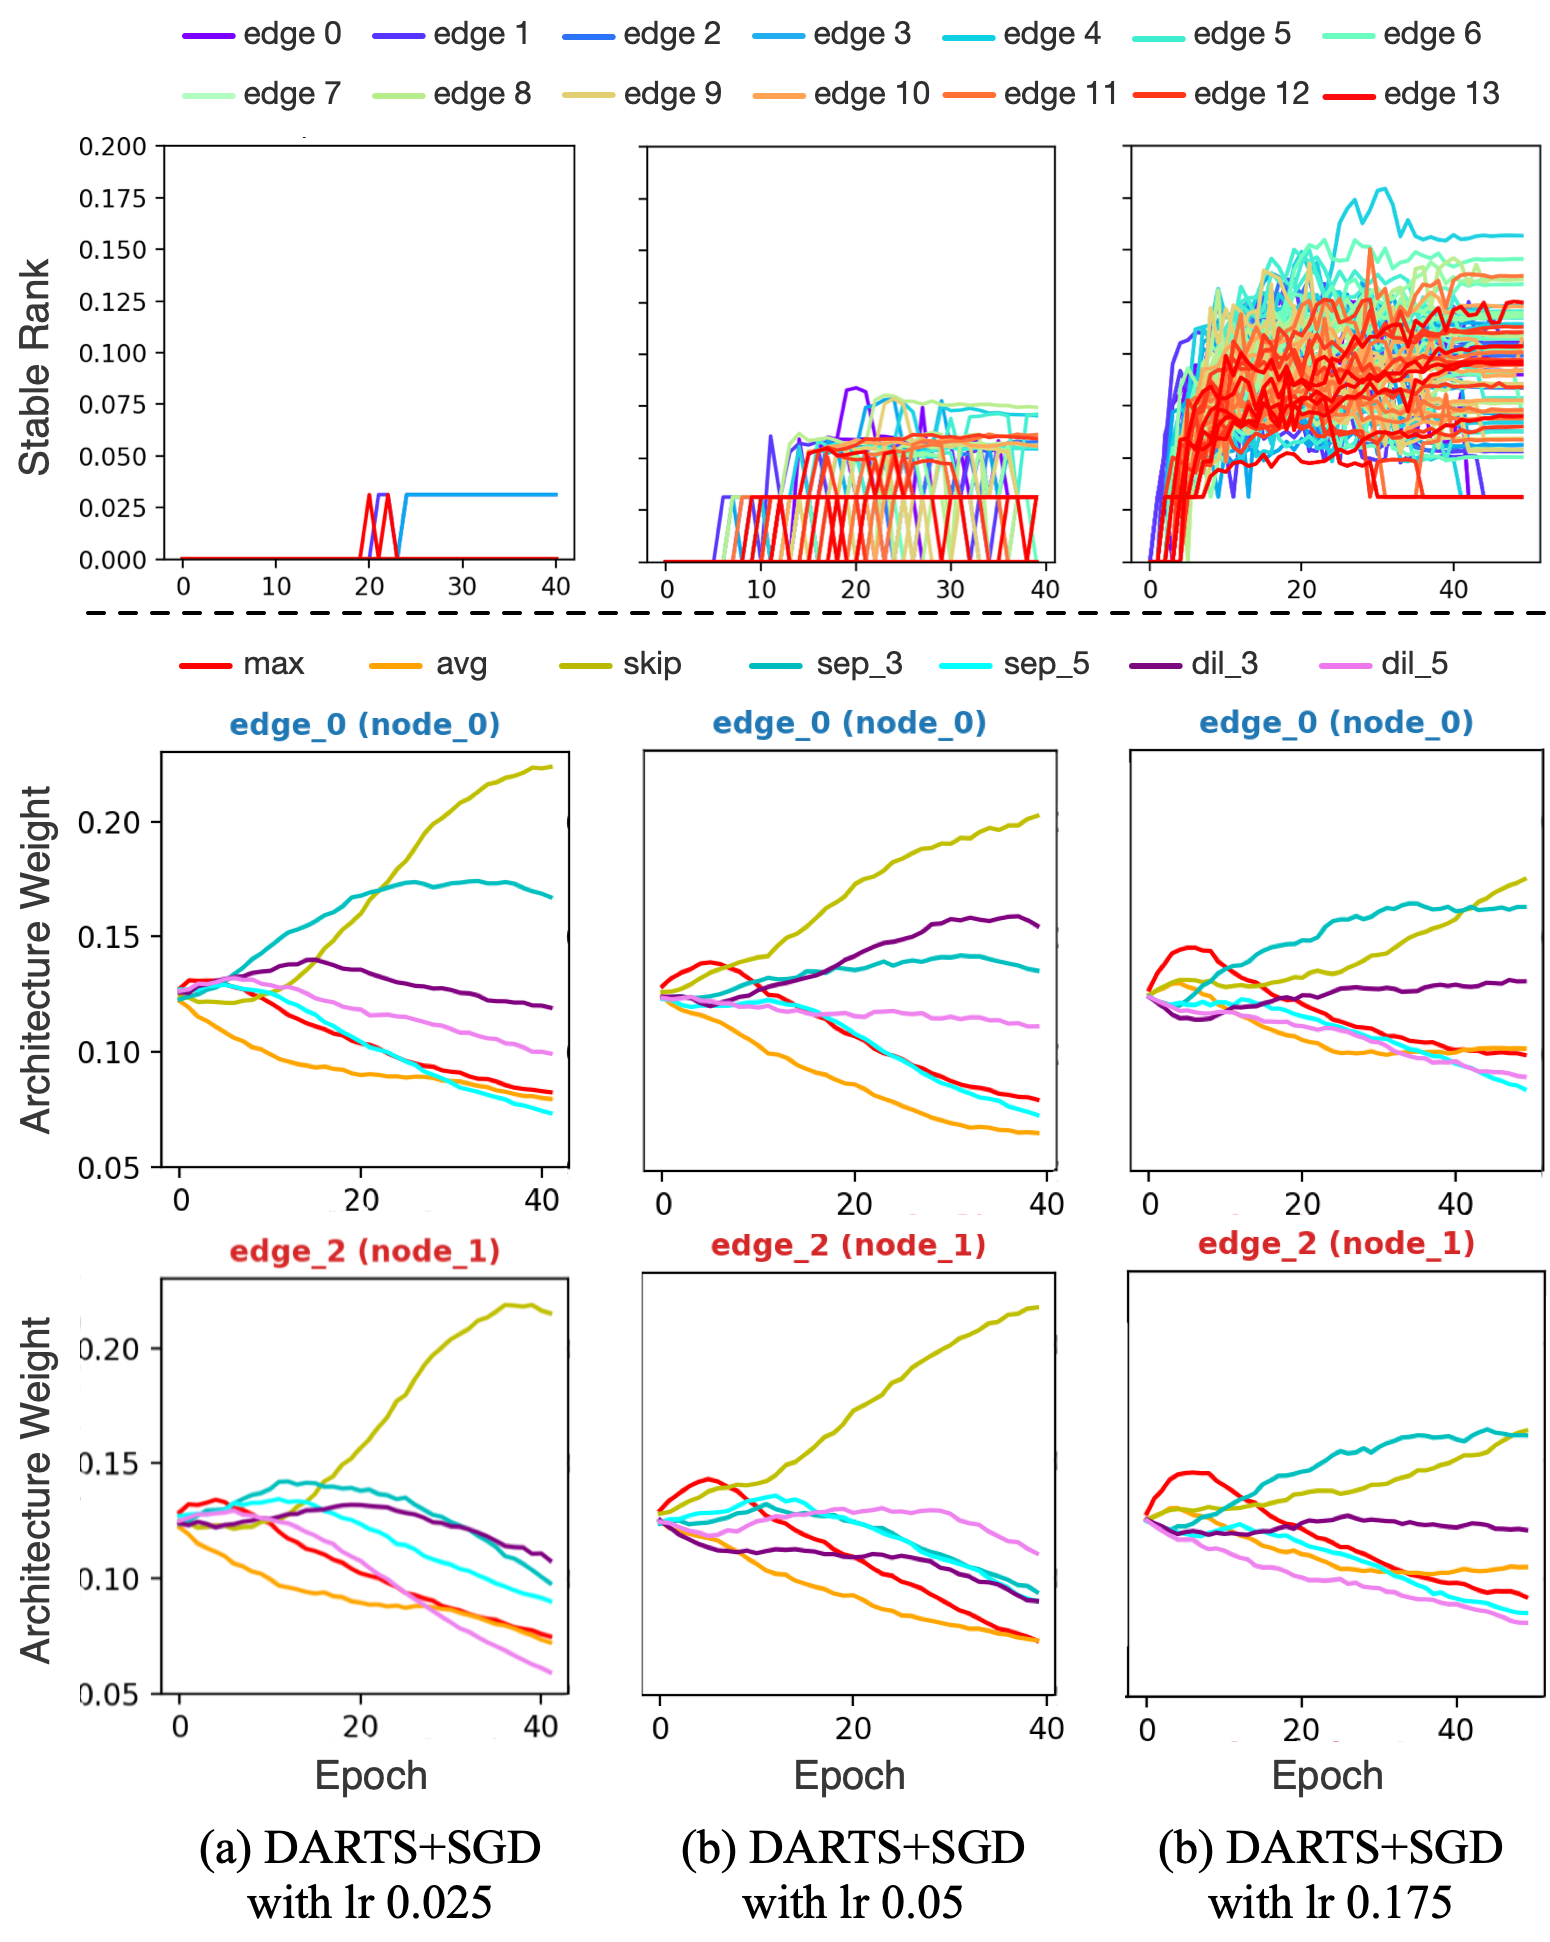 edge 0 edge 1 edge 2 edge 3 edge 4 edge 5 edge 6
edge 7 edge 8 edge 9 edge 10 edge 11 edge 12 edge 13
Stable Rank
0.200
0.175
0.150
0.125
0.100
0.075
0.050
0.025
0.000
0 10 20 30 40
0 10 20 30 40
0 20 40
max avg skip sep_3 sep_5 dil_3 dil_5
edge_0 (node_0) edge_0 (node_0) edge_0 (node_0)
Architecture Weight
0.20
0.15
0.10
0.05
0 20 40
0 20 40
0 20 40
edge_2 (node_1) edge_2 (node_1) edge_2 (node_1)
Architecture Weight
0.20
0.15
0.10
0.05
0 20 40
0 20 40
0 20 40
Epoch Epoch Epoch
(a) DARTS+SGD (b) DARTS+SGD (b) DARTS+SGD
with lr 0.025 with lr 0.05 with lr 0.175